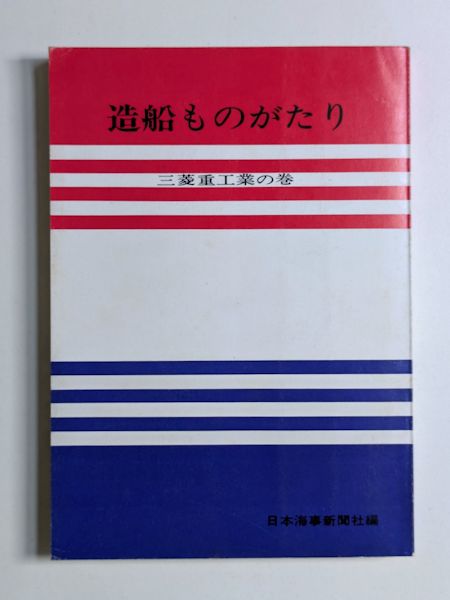 造船ものがたり
三菱重工業の巻
日本海事新聞社編